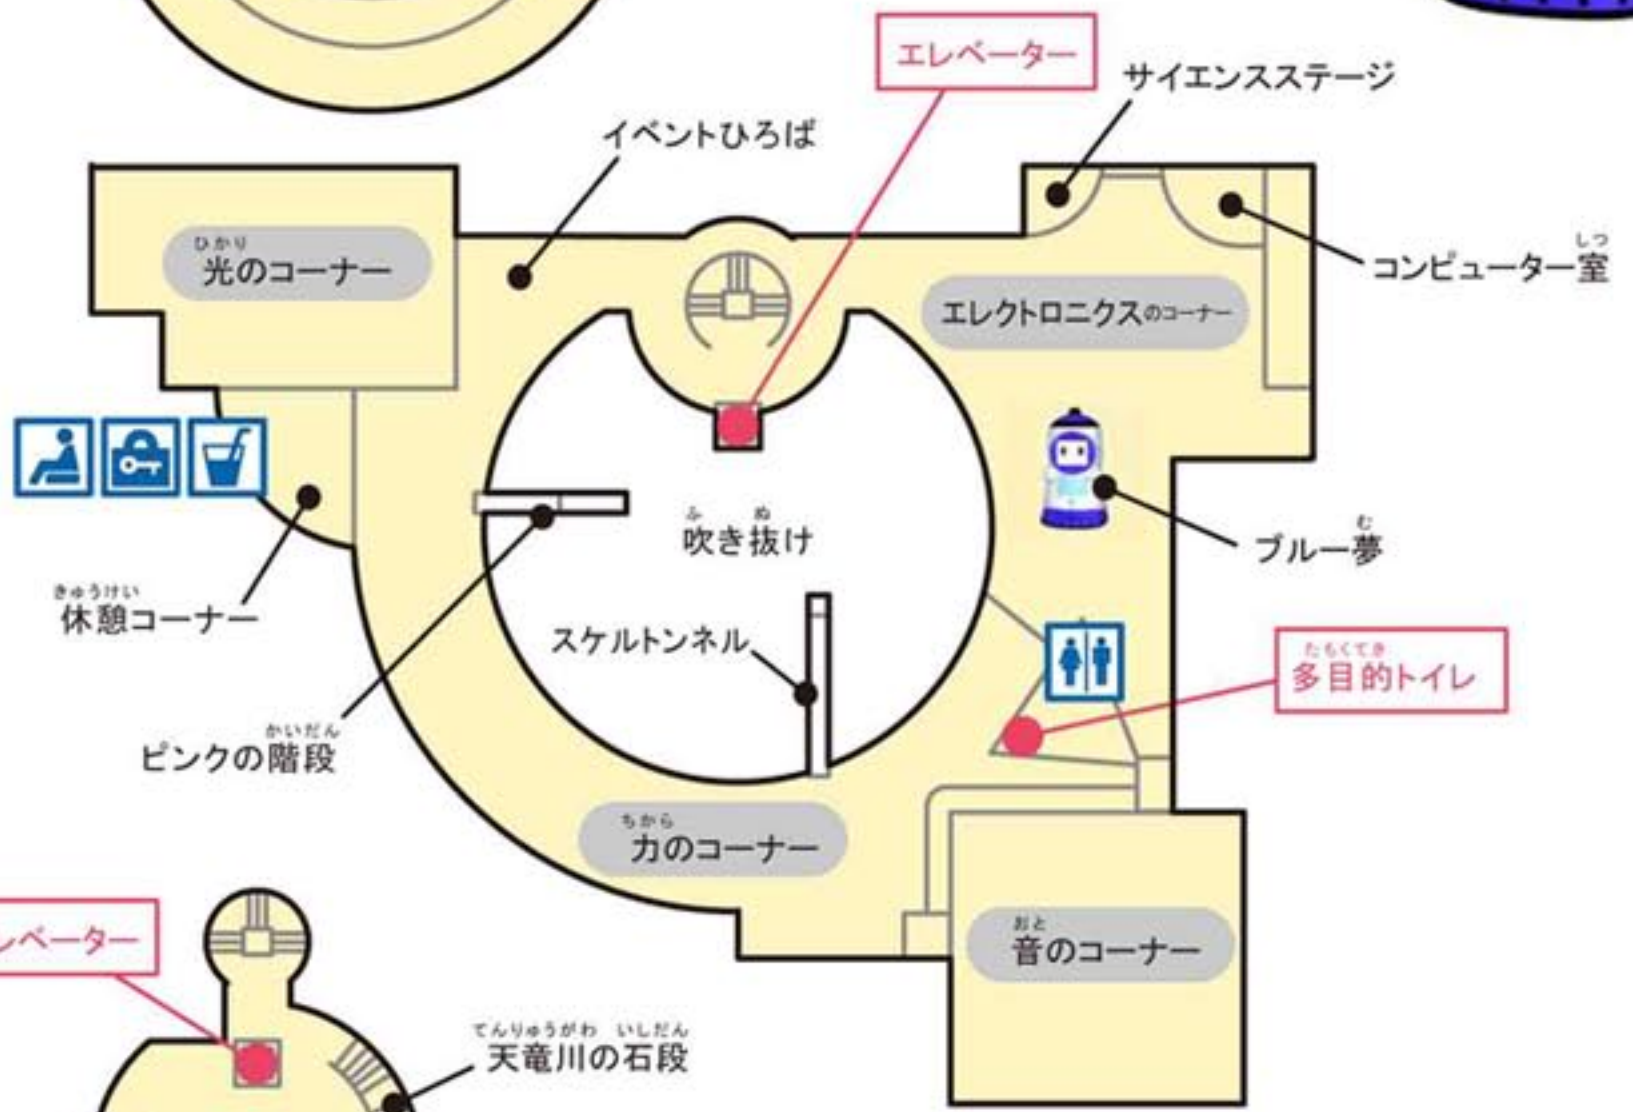 エレベーター
サイエンスステージ
イベントひろば
しつ
コンピューター室
ひかり
光のコーナー
エレクトロニクスのコーナー
ふ ぬ
吹き抜け
む
ブルー夢
きゅうけい
休憩コーナー
スケルトンネル
たもくてき
多目的トイレ
かいだん
ピンクの階段
ちから
力のコーナー
おと
音のコーナー
レベーター
てんりゅうがわ いしだん
天竜川の石段